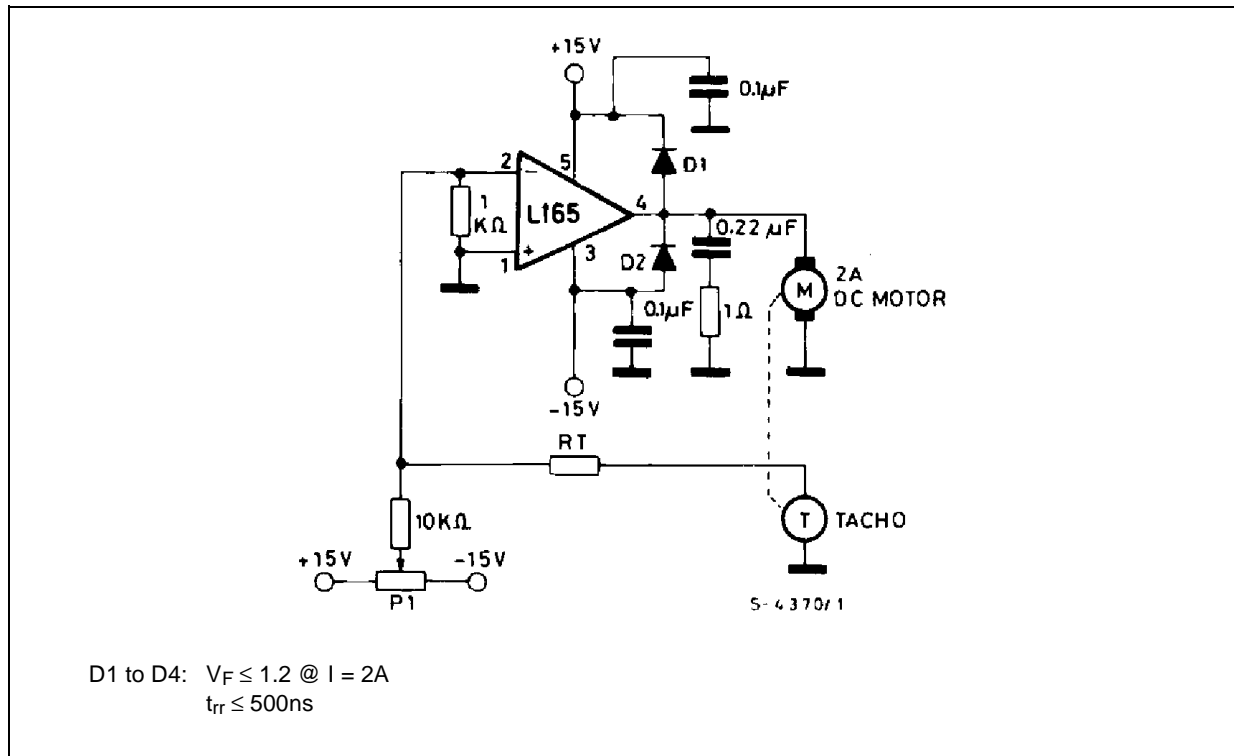 +15V
0.1µF
D1
2
5
-
1
KΩ
L165
4
+
1
3
D2
0.22 µF
0.1µF
1Ω
M
2A
DC MOTOR
-15V
RT
10KΩ
T
TACHO
+15V
-15V
P1
S-4370/1
D1 to D4: VF ≤ 1.2 @ I = 2A
trr ≤ 500ns